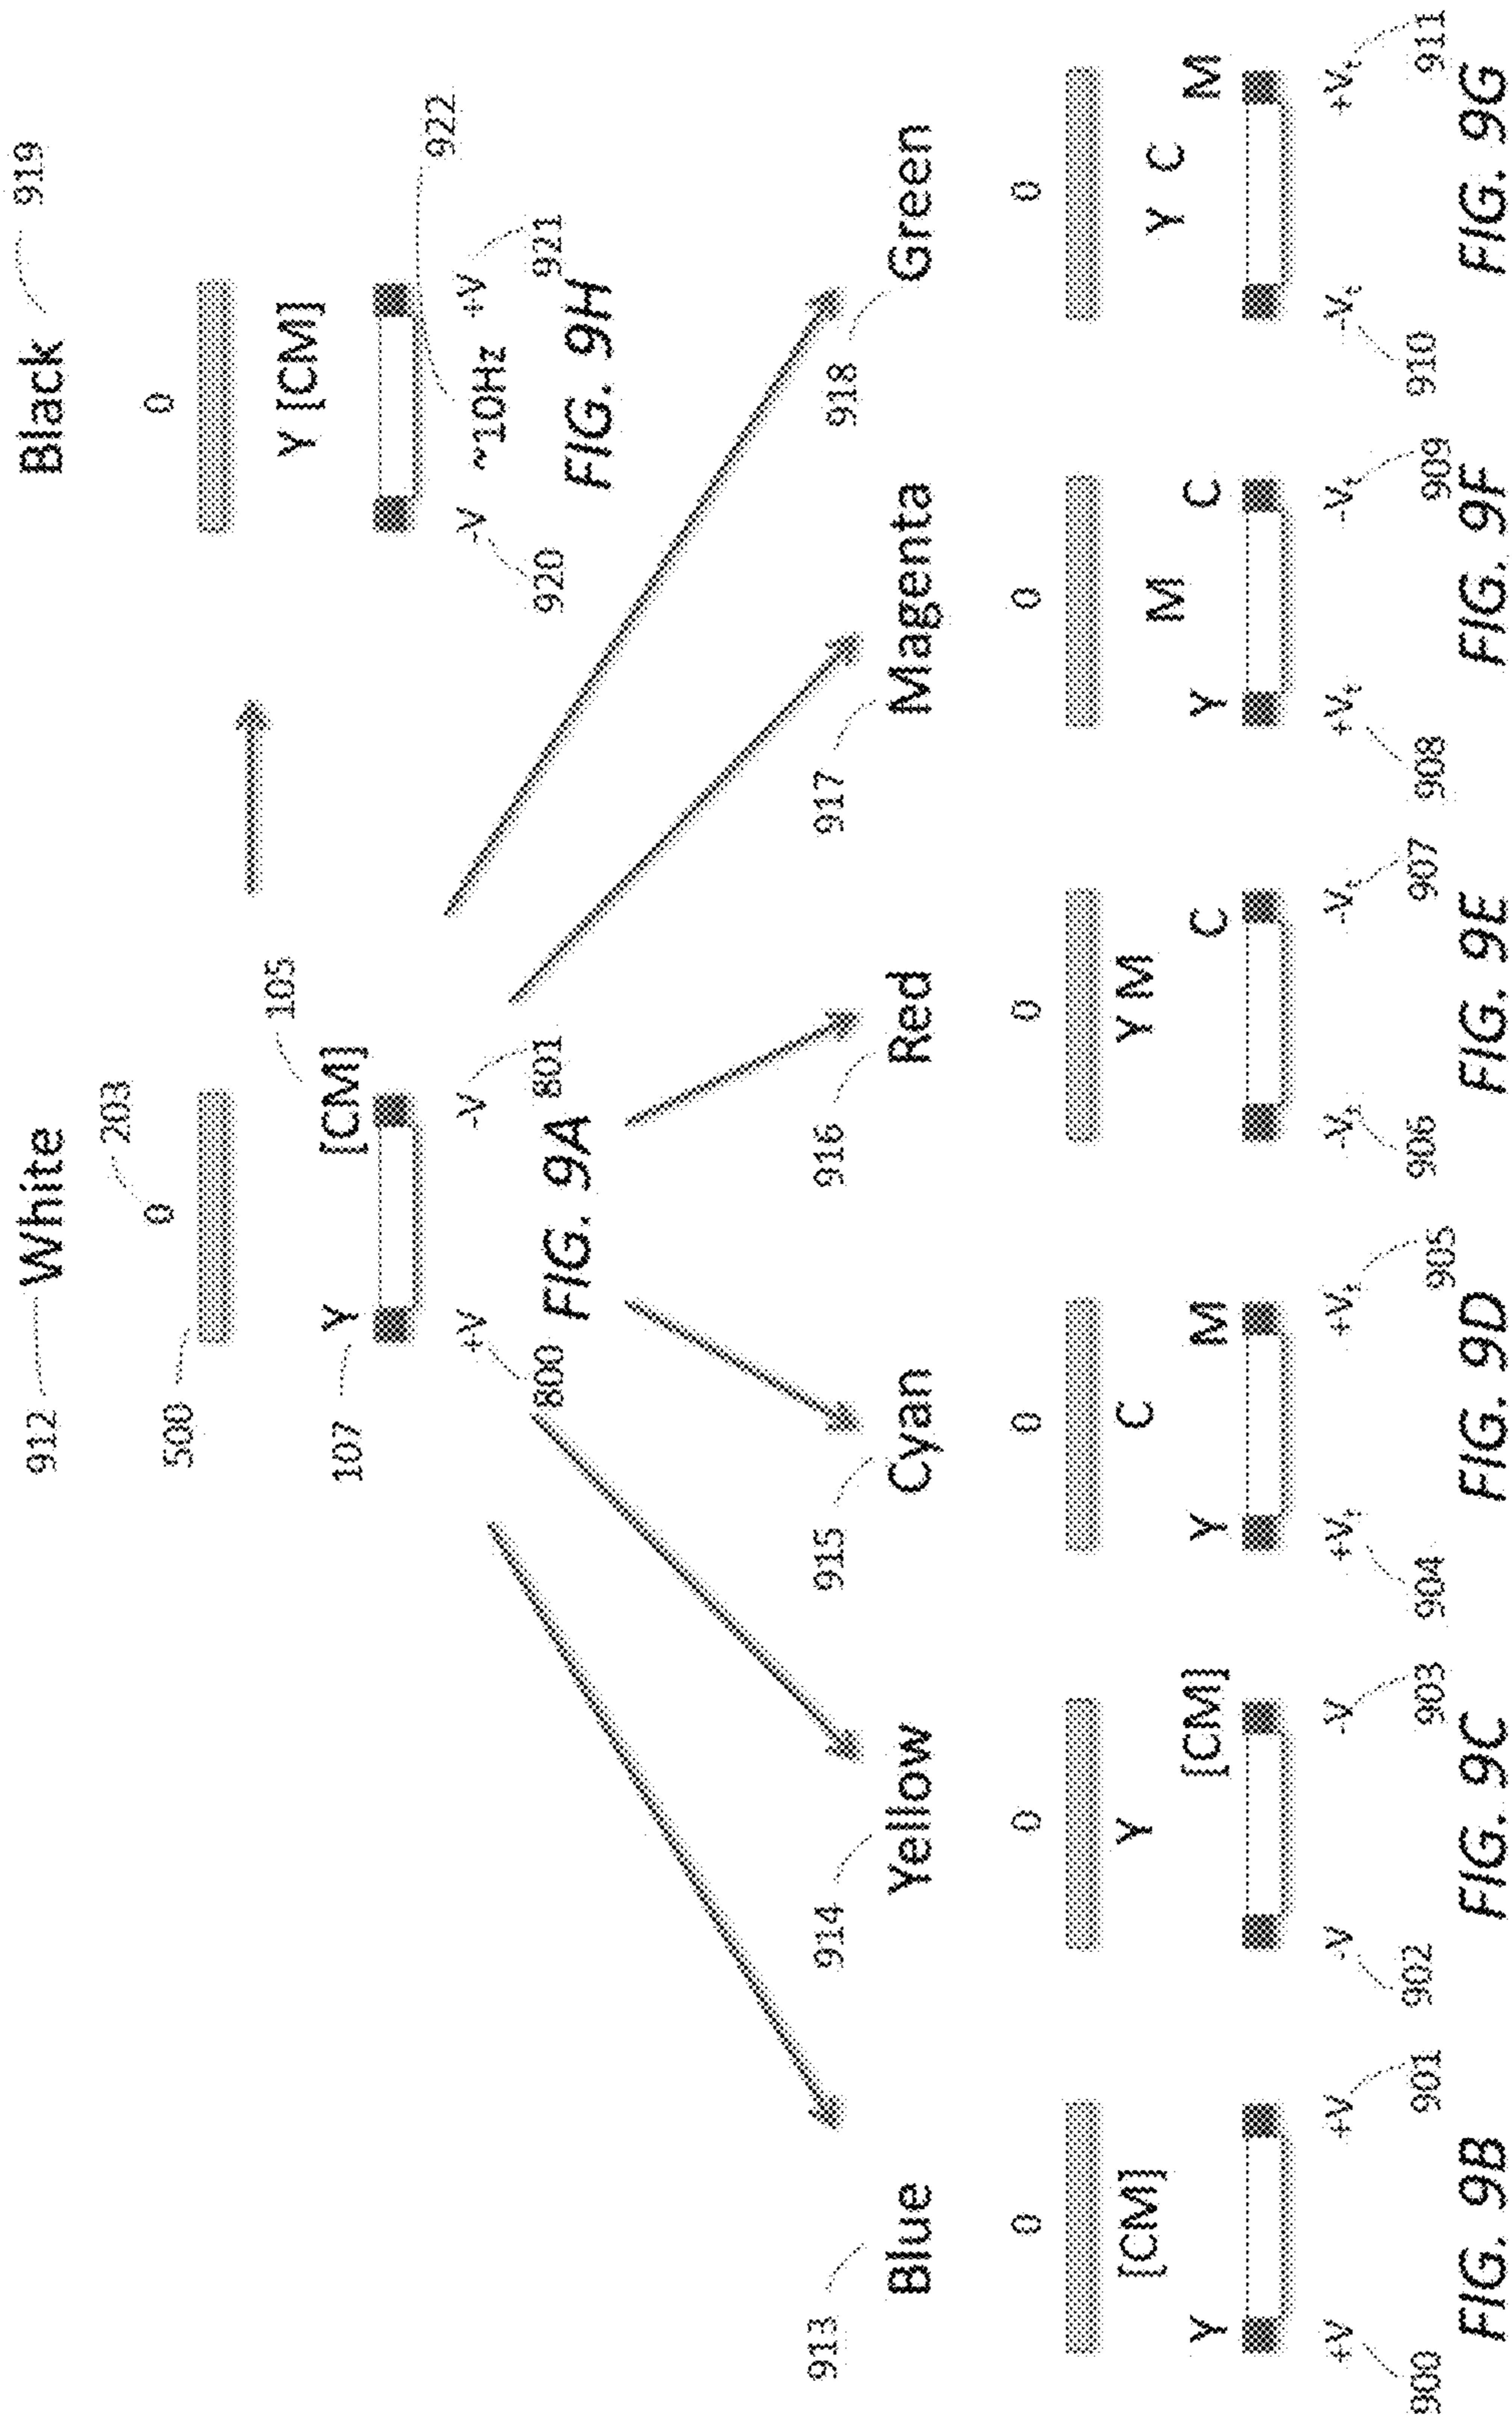 912 White Black 919
203
0 0
500
105
107 Y [CM] Y [CM]
922
+V -V -V ~10Hz +V
800 801 920 921
FIG. 9A FIG. 9H
913 914 915 916 917 918
Blue Yellow Cyan Red Magenta Green
0 0 0 0 0 0
[CM] Y C Y M M Y C
Y [CM] Y M C Y C M
+V +V -V -V +Vt +Vt -Vt -Vt +Vt -Vt -Vt +Vt
900 901 902 903 904 905 906 907 908 909 910 911
FIG. 9B FIG. 9C FIG. 9D FIG. 9E FIG. 9F FIG. 9G